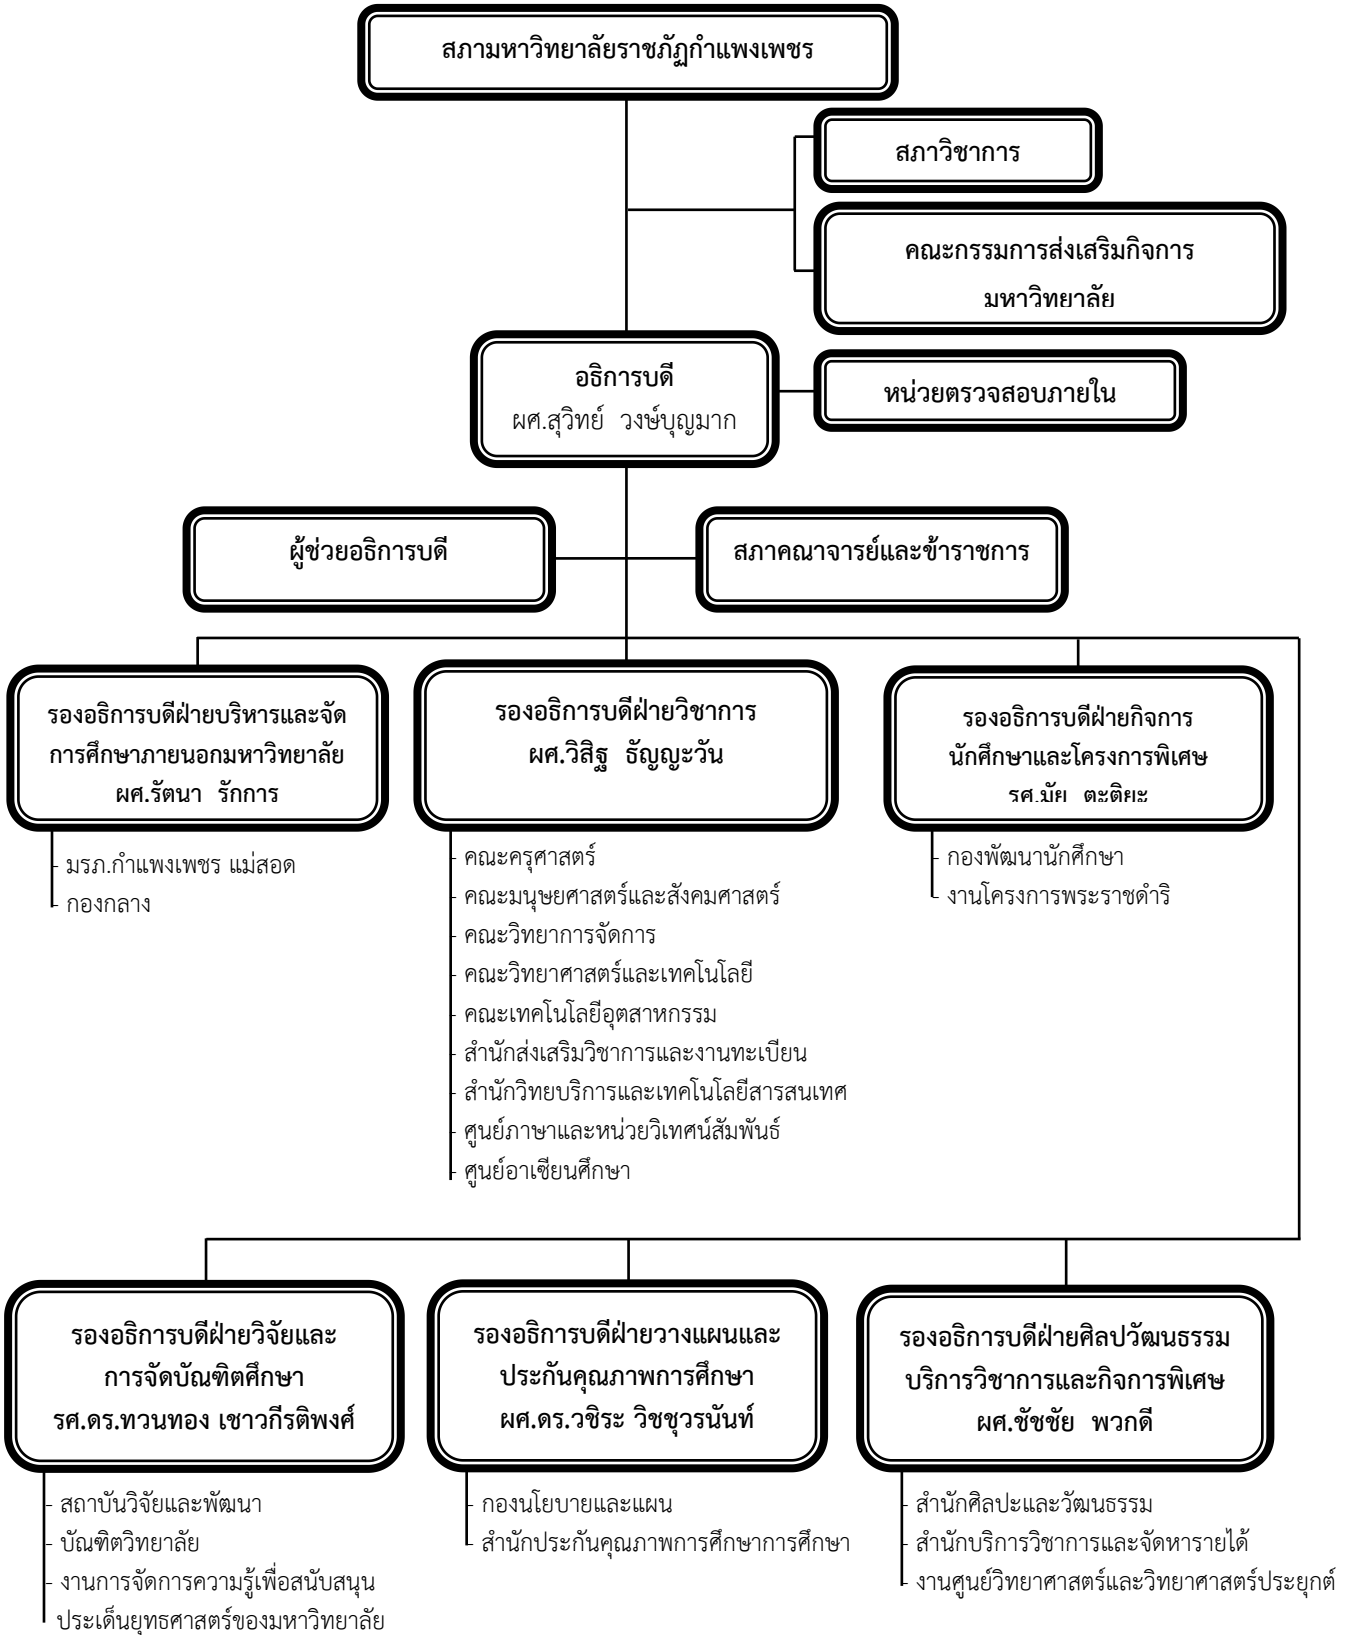 สภามหาวิทยาลัยราชภัฏกำแพงเพชร
สภาวิชาการ
คณะกรรมการส่งเสริมกิจการ
มหาวิทยาลัย
อธิการบดี
ผศ.สุวิทย์ วงษ์บุญมาก
หน่วยตรวจสอบภายใน
ผู้ช่วยอธิการบดี
สภาคณาจารย์และข้าราชการ
รองอธิการบดีฝ่ายบริหารและจัด
การศึกษาภายนอกมหาวิทยาลัย
ผศ.รัตนา รักการ
- มรภ.กำแพงเพชร แม่สอด
- กองกลาง
รองอธิการบดีฝ่ายวิชาการ
ผศ.วิสิฐ ธัญญะวัน
- คณะครุศาสตร์
- คณะมนุษยศาสตร์และสังคมศาสตร์
- คณะวิทยาการจัดการ
- คณะวิทยาศาสตร์และเทคโนโลยี
- คณะเทคโนโลยีอุตสาหกรรม
- สำนักส่งเสริมวิชาการและงานทะเบียน
- สำนักวิทยบริการและเทคโนโลยีสารสนเทศ
- ศูนย์ภาษาและหน่วยวิเทศน์สัมพันธ์
- ศูนย์อาเซียนศึกษา
รองอธิการบดีฝ่ายกิจการ
นักศึกษาและโครงการพิเศษ
รศ.มัย ตะติยะ
- กองพัฒนานักศึกษา
- งานโครงการพระราชดำริ
รองอธิการบดีฝ่ายวิจัยและ
การจัดบัณฑิตศึกษา
รศ.ดร.ทวนทอง เชาวกีรติพงศ์
- สถาบันวิจัยและพัฒนา
- บัณฑิตวิทยาลัย
- งานการจัดการความรู้เพื่อสนับสนุน
ประเด็นยุทธศาสตร์ของมหาวิทยาลัย
รองอธิการบดีฝ่ายวางแผนและ
ประกันคุณภาพการศึกษา
ผศ.ดร.วชิระ วิชชุวรนันท์
- กองนโยบายและแผน
- สำนักประกันคุณภาพการศึกษาการศึกษา
รองอธิการบดีฝ่ายศิลปวัฒนธรรม
บริการวิชาการและกิจการพิเศษ
ผศ.ชัชชัย พวกดี
- สำนักศิลปะและวัฒนธรรม
- สำนักบริการวิชาการและจัดหารายได้
- งานศูนย์วิทยาศาสตร์และวิทยาศาสตร์ประยุกต์